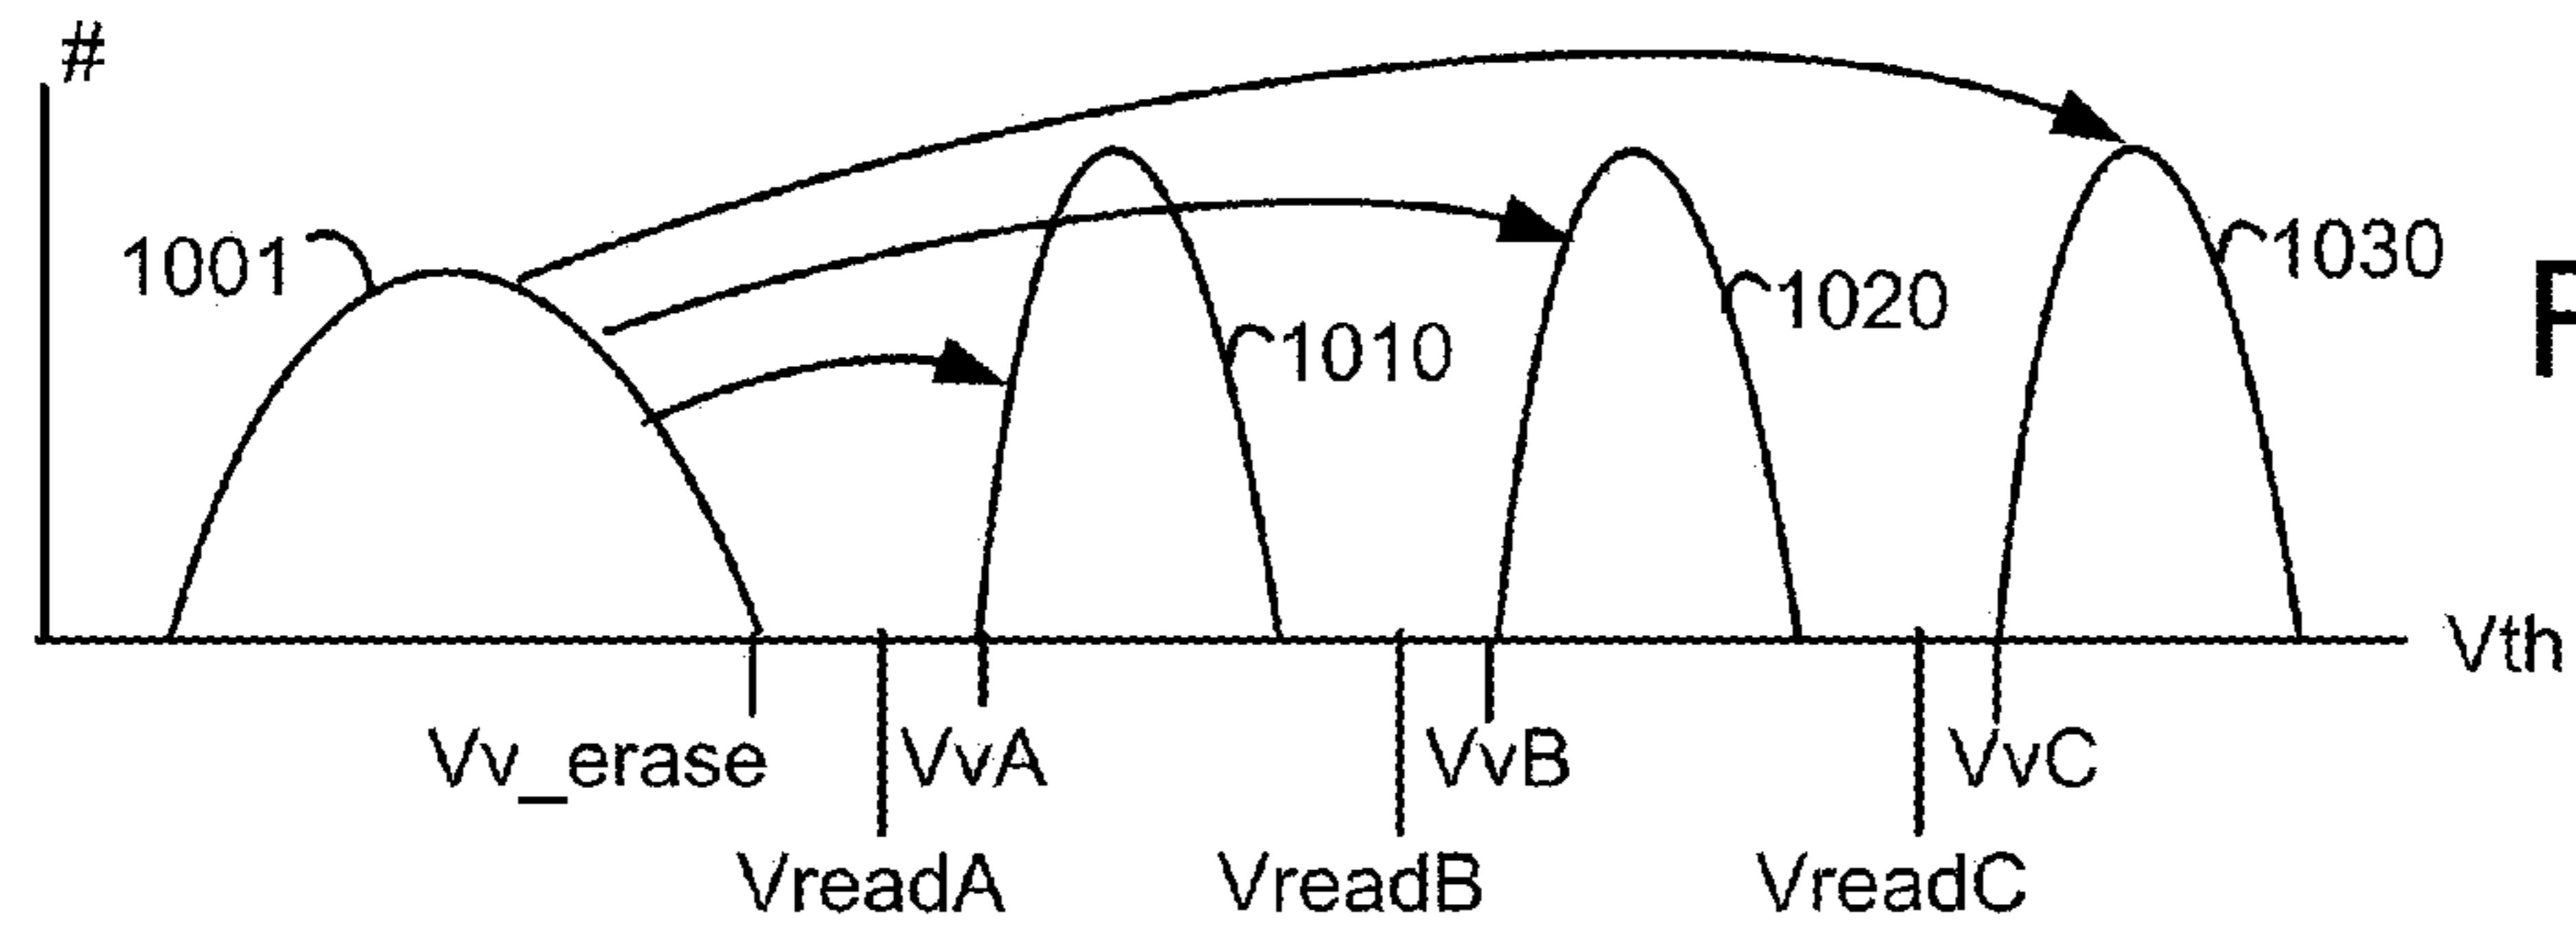 #
1001
1010
1020
1030
F
Vth
Vv_erase
VvA
VvB
VvC
VreadA
VreadB
VreadC